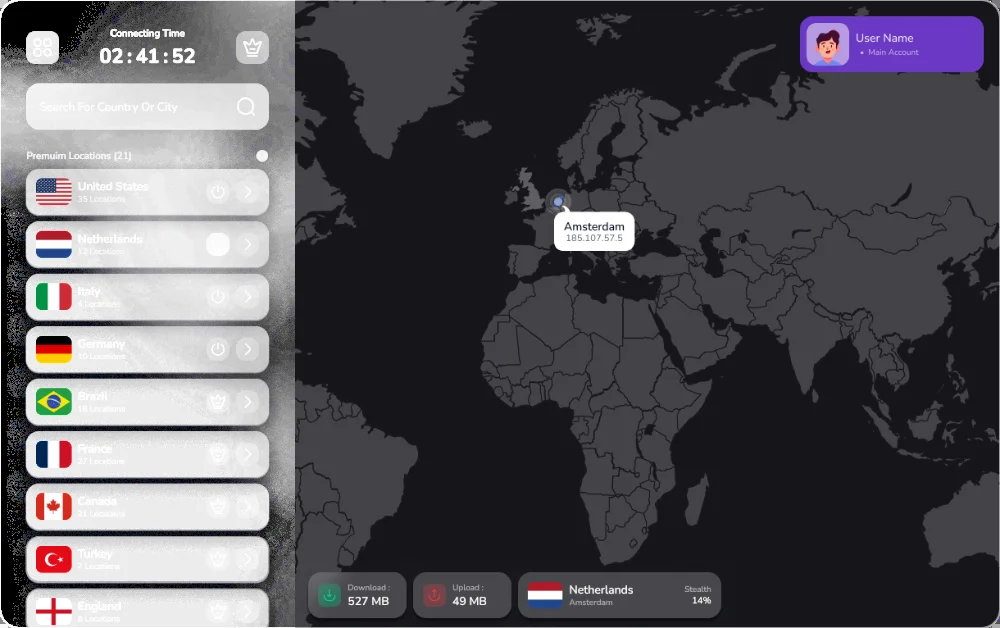 Connecting Time
02:41:52
Search For Country Or City
Premuim Locations (21)
United States
35 Locations
Netherlands
12 Locations
Italy
4 Locations
Germany
10 Locations
Brazil
18 Locations
France
27 Locations
Canada
21 Locations
Turkey
7 Locations
England
8 Locations
User Name
• Main Account
Amsterdam
185.107.57.5
Download :
527 MB
Upload :
49 MB
Netherlands
Amsterdam
Stealth
14%